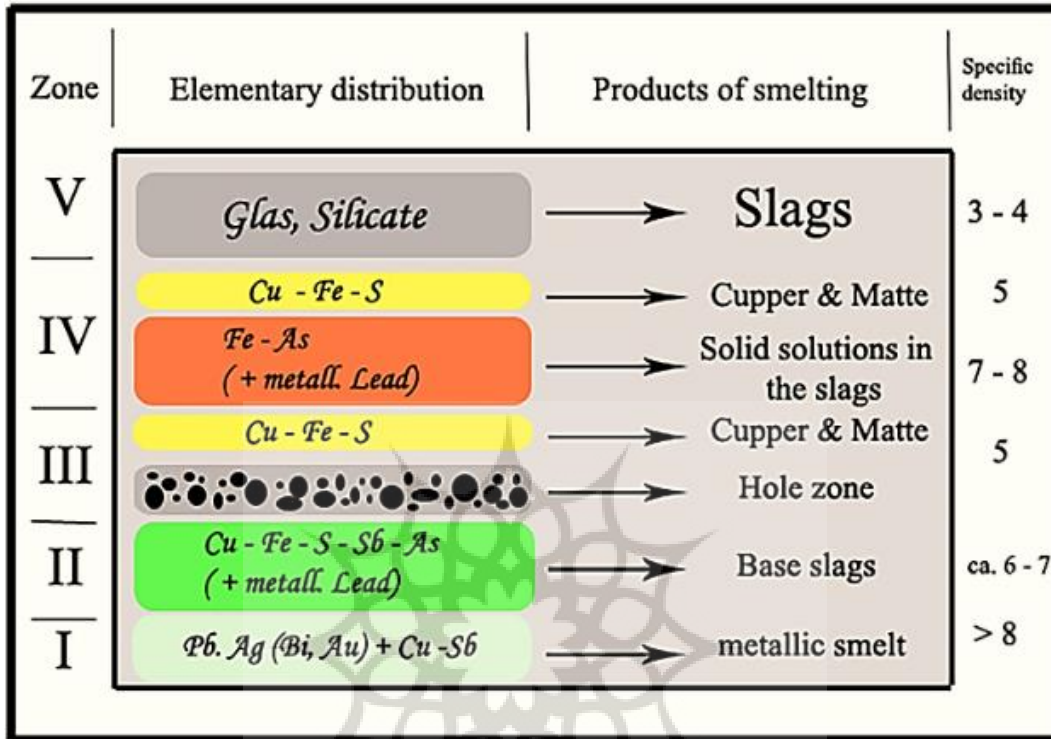 Zone Elementary distribution Products of smelting Specific density
V Glas, Silicate Slags 3 - 4
IV Cu - Fe - S Cupper & Matte 5
Fe - As
( + metall. Lead) Solid solutions in
the slags 7 - 8
III Cu - Fe - S Cupper & Matte 5
Hole zone
II Cu - Fe - S - Sb - As
( + metall. Lead) Base slags ca. 6 - 7
I Pb. Ag (Bi, Au) + Cu -Sb metallic smelt > 8